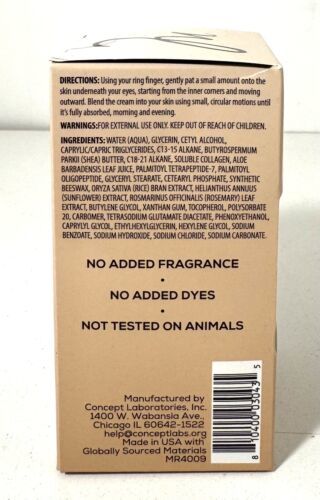 DIRECTIONS: Using your ring finger, gently pat a small amount onto the
skin underneath your eyes, starting from the inner corners and moving
outward. Blend the cream into your skin using small, circular motions until
it's fully absorbed, morning and evening.
WARNINGS:FOR EXTERNAL USE ONLY. KEEP OUT OF REACH OF CHILDREN.
INGREDIENTS: WATER (AQUA), GLYCERIN, CETYL ALCOHOL,
CAPRYLIC/CAPRIC TRIGLYCERIDES, C13-15 ALKANE, BUTYROSPERMUM
PARKII (SHEA) BUTTER, C18-21 ALKANE, SOLUBLE COLLAGEN, ALOE
BARBADENSIS LEAF JUICE, PALMITOYL TETRAPEPTIDE-7, PALMITOYL
OLIGOPEPTIDE, GLYCERYL STEARATE, CETEARYL PHOSPHATE, SYNTHETIC
BEESWAX, ORYZA SATIVA (RICE) BRAN EXTRACT, HELIANTHUS ANNUUS
(SUNFLOWER) EXTRACT, ROSMARINUS OFFICINALIS (ROSEMARY) LEAF
EXTRACT, BUTYLENE GLYCOL, XANTHAN GUM, TOCOPHEROL, POLYSORBATE
20, CARBOMER, TETRASODIUM GLUTAMATE DIACETATE, PHENOXYETHANOL,
CAPRYLYL GLYCOL, ETHYLHEXYLGLYCERIN, HEXYLENE GLYCOL, SODIUM
BENZOATE, SODIUM HYDROXIDE, SODIUM CHLORIDE, SODIUM CARBONATE.
NO ADDED FRAGRANCE
•
NO ADDED DYES
•
NOT TESTED ON ANIMALS
Manufactured by
Concept Laboratories, Inc.
1400 W. Wabansia Ave.,
Chicago IL 60642-1522
help@conceptlabs.org
Made in USA with
Globally Sourced Materials
MR4009
8 10400 03043 5